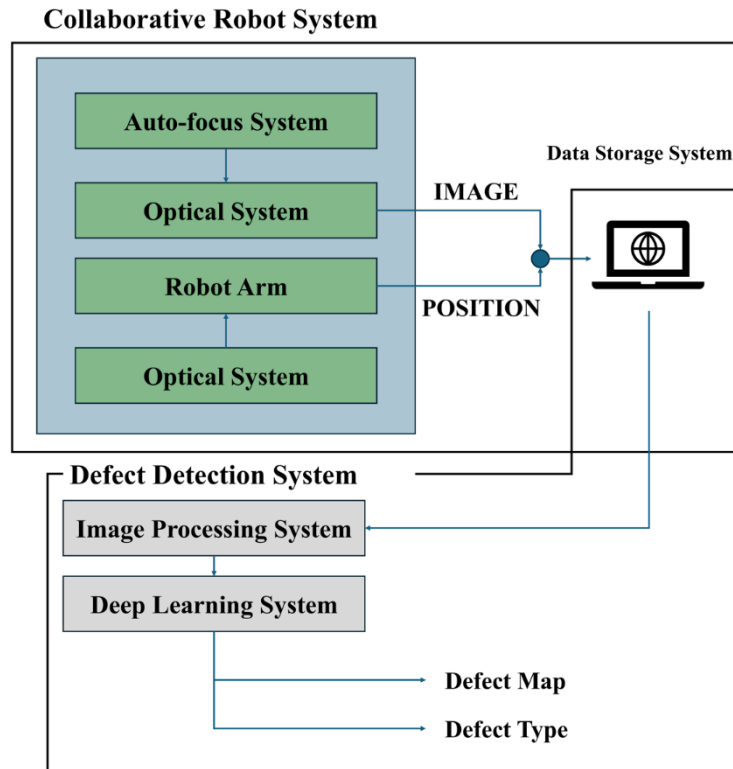 Collaborative Robot System
Auto-focus System
Data Storage System
IMAGE
Optical System
Robot Arm
POSITION
Optical System
Defect Detection System
Image Processing System
Deep Learning System
Defect Map
Defect Type